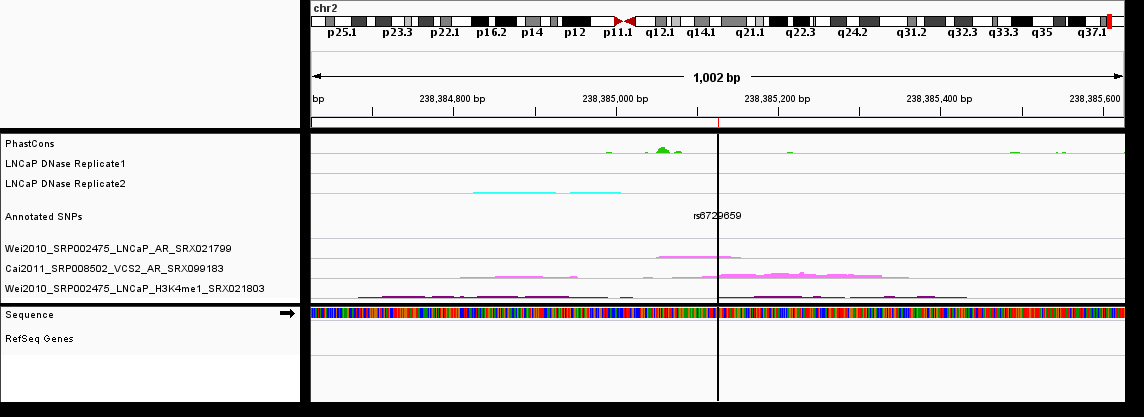 chr2
p25.1 p23.3 p22.1 p16.2 p14 p12 p11.1 q12.1 q14.1 q21.1 q22.3 q24.2 q31.2 q32.3 q33.3 q35 q37.1
1,002 bp
bp 238,384,800 bp 238,385,000 bp 238,385,200 bp 238,385,400 bp 238,385,600
PhastCons
LNCaP DNase Replicate1
LNCaP DNase Replicate2
Annotated SNPs rs6729659
Wei2010_SRP002475_LNCaP_AR_SRX021799
Cai2011_SRP008502_VCS2_AR_SRX099183
Wei2010_SRP002475_LNCaP_H3K4me1_SRX021803
Sequence
RefSeq Genes